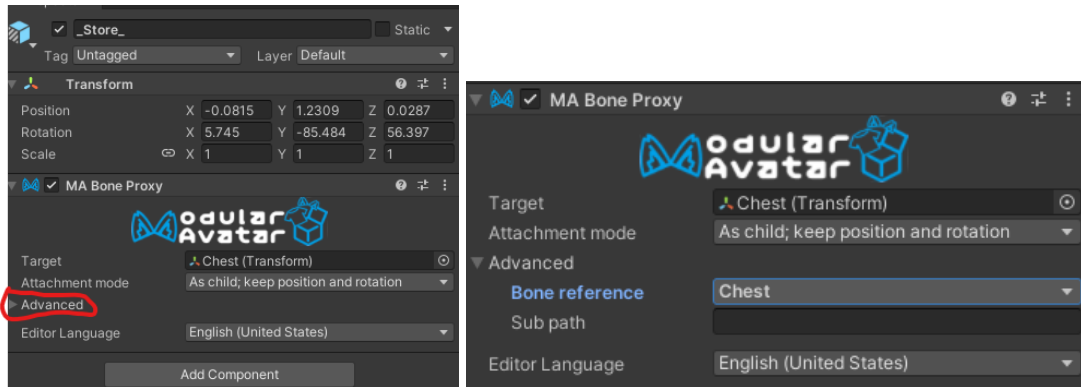 _Store_ Static
Tag Untagged Layer Default
Transform
Position X -0.0815 Y 1.2309 Z 0.0287
Rotation X 5.745 Y -85.484 Z 56.397
Scale X 1 Y 1 Z 1
MA Bone Proxy
Modular
Avatar
Target Chest (Transform)
Attachment mode As child; keep position and rotation
Advanced
Editor Language English (United States)
Add Component
MA Bone Proxy
Modular
Avatar
Target Chest (Transform)
Attachment mode As child; keep position and rotation
Advanced
Bone reference Chest
Sub path
Editor Language English (United States)